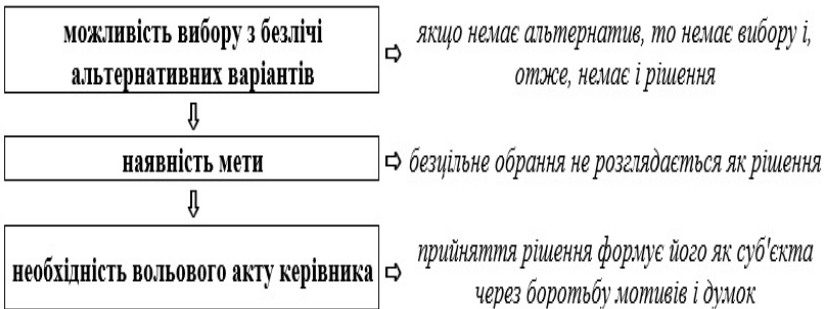 можливість вибору з безлічі
альтернативних варіантів
якщо немає альтернатив, то немає вибору і,
отже, немає і рішення
наявність мети
безцільне обрання не розглядається як рішення
необхідність вольового акту керівника
прийняття рішення формує його як суб'єкта
через боротьбу мотивів і думок